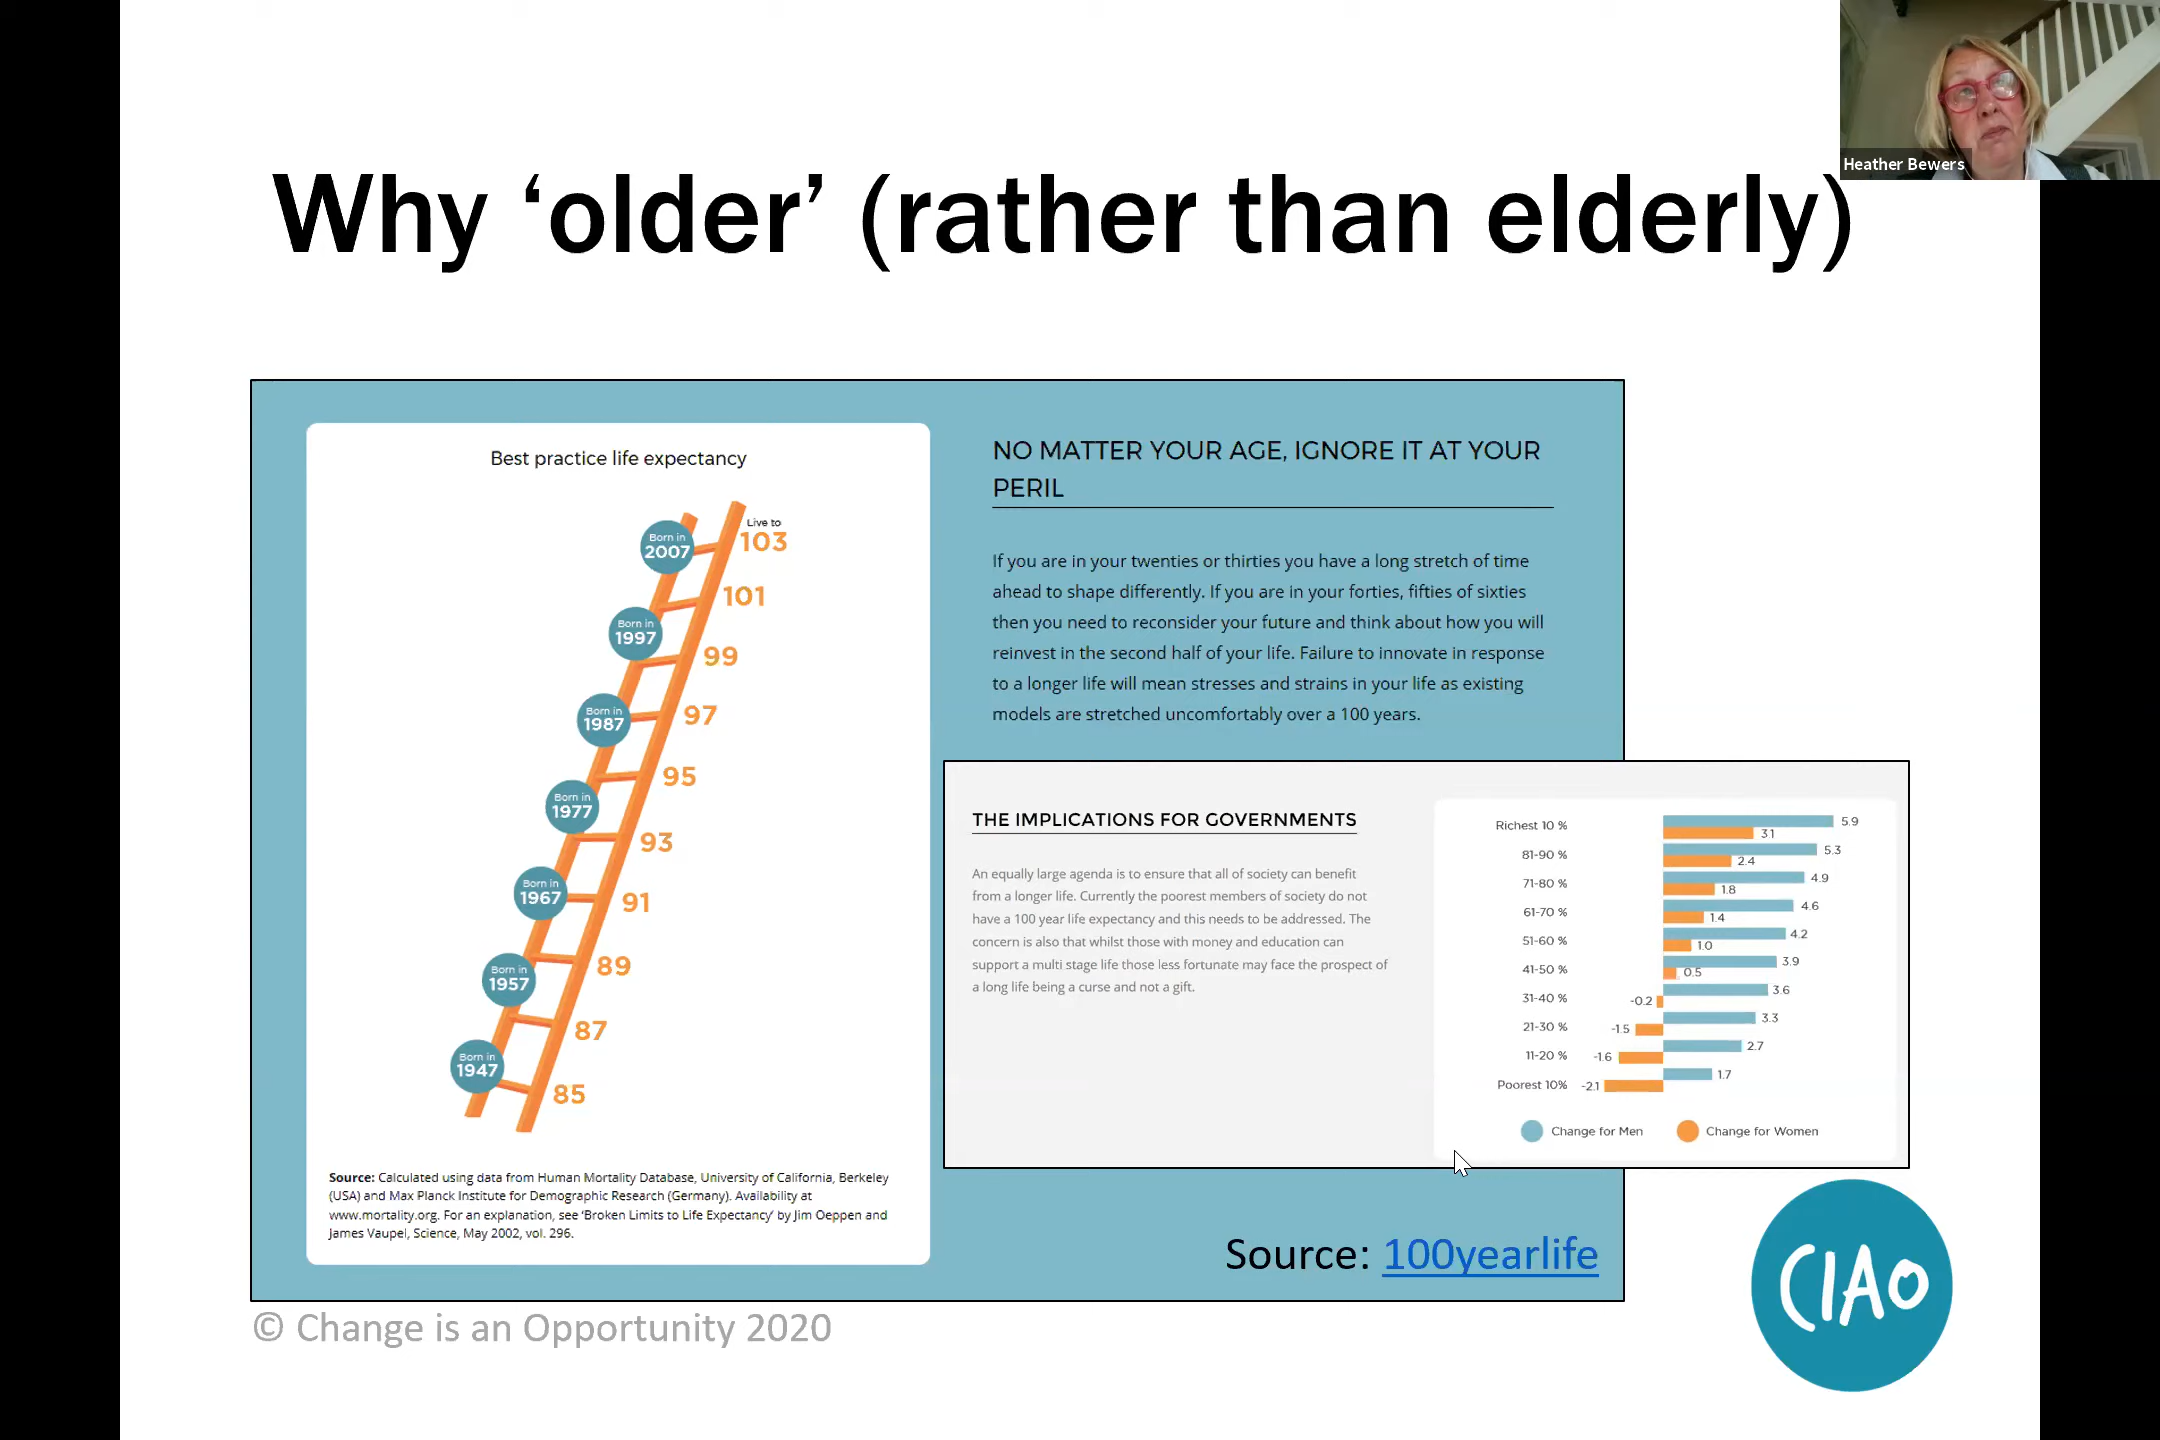 Heather Bewers
Why ‘older’ (rather than elderly)
Best practice life expectancy
Live to
103
Born in
2007
101
Born in
1997
99
Born in
1987
97
95
Born in
1977
93
Born in
1967
91
89
Born in
1957
87
Born in
1947
85
Source: Calculated using data from Human Mortality Database, University of California, Berkeley
(USA) and Max Planck Institute for Demographic Research (Germany). Availability at
www.mortality.org. For an explanation, see ‘Broken Limits to Life Expectancy’ by Jim Oeppen and
James Vaupel, Science, May 2002, vol. 296.
NO MATTER YOUR AGE, IGNORE IT AT YOUR
PERIL
If you are in your twenties or thirties you have a long stretch of time
ahead to shape differently. If you are in your forties, fifties of sixties
then you need to reconsider your future and think about how you will
reinvest in the second half of your life. Failure to innovate in response
to a longer life will mean stresses and strains in your life as existing
models are stretched uncomfortably over a 100 years.
THE IMPLICATIONS FOR GOVERNMENTS
An equally large agenda is to ensure that all of society can benefit
from a longer life. Currently the poorest members of society do not
have a 100 year life expectancy and this needs to be addressed. The
concern is also that whilst those with money and education can
support a multi stage life those less fortunate may face the prospect of
a long life being a curse and not a gift.
Richest 10 % 5.9
31
81-90 % 5.3
2.4
71-80 % 4.9
1.8
61-70 % 4.6
1.4
51-60 % 4.2
1.0
41-50 % 3.9
0.5
31-40 % -0.2 3.6
21-30 % -1.5 3.3
11-20 % -1.6 2.7
Poorest 10% -2.1 1.7
Change for Men Change for Women
Source: 100yearlife
CIAO
© Change is an Opportunity 2020